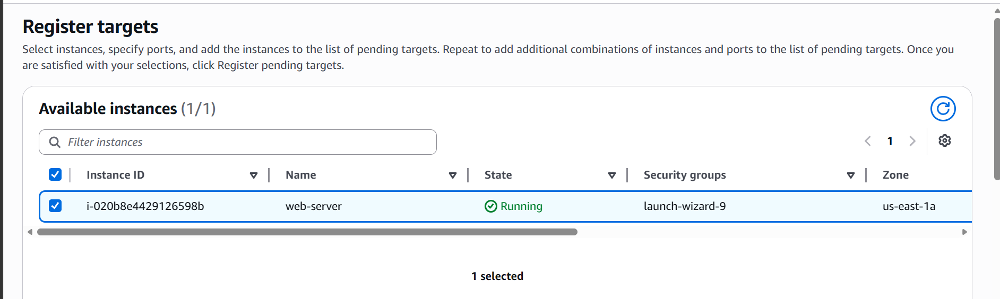 Register targets
Select instances, specify ports, and add the instances to the list of pending targets. Repeat to add additional combinations of instances and ports to the list of pending targets. Once you
are satisfied with your selections, click Register pending targets.
Available instances (1/1)
Filter instances
1
Instance ID Name State Security groups Zone
i-020b8e4429126598b web-server Running launch-wizard-9 us-east-1a
1 selected